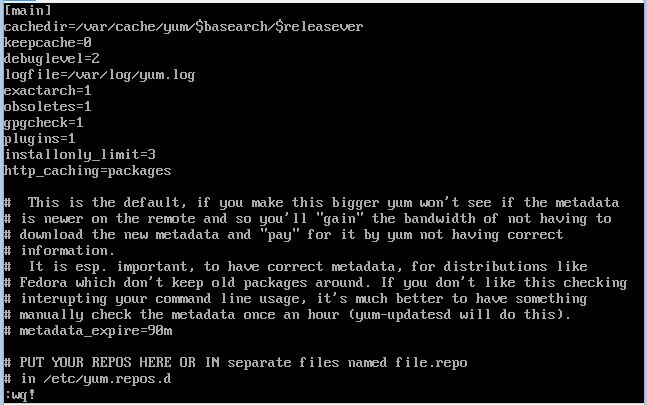 [main]
cachedir=/var/cache/yum/$basearch/$releasever
keepcache=0
debuglevel=2
logfile=/var/log/yum.log
exactarch=1
obsoletes=1
gpgcheck=1
plugins=1
installonly_limit=3
http_caching=packages
#  This is the default, if you make this bigger yum won't see if the metadata
# is newer on the remote and so you'll "gain" the bandwidth of not having to
# download the new metadata and "pay" for it by yum not having correct
# information.
#  It is esp. important, to have correct metadata, for distributions like
# Fedora which don't keep old packages around. If you don't like this checking
# interupting your command line usage, it's much better to have something
# manually check the metadata once an hour (yum-updatesd will do this).
# metadata_expire=90m
# PUT YOUR REPOS HERE OR IN separate files named file.repo
# in /etc/yum.repos.d
:wq!